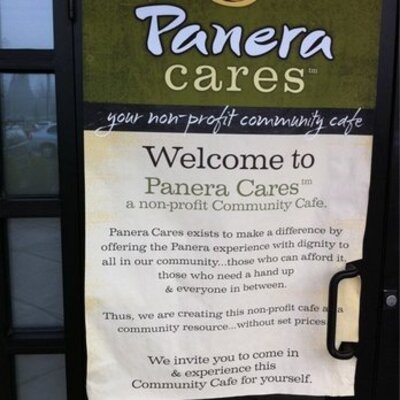 Panera
cares™
your non-profit community cafe
Welcome to
Panera Cares™
a non-profit Community Cafe.
Panera Cares exists to make a difference by
offering the Panera experience with dignity to
all in our community...those who can afford it,
those who need a hand up
& everyone in between.
Thus, we are creating this non-profit cafe as a
community resource...without set prices
We invite you to come in
& experience this
Community Cafe for yourself.